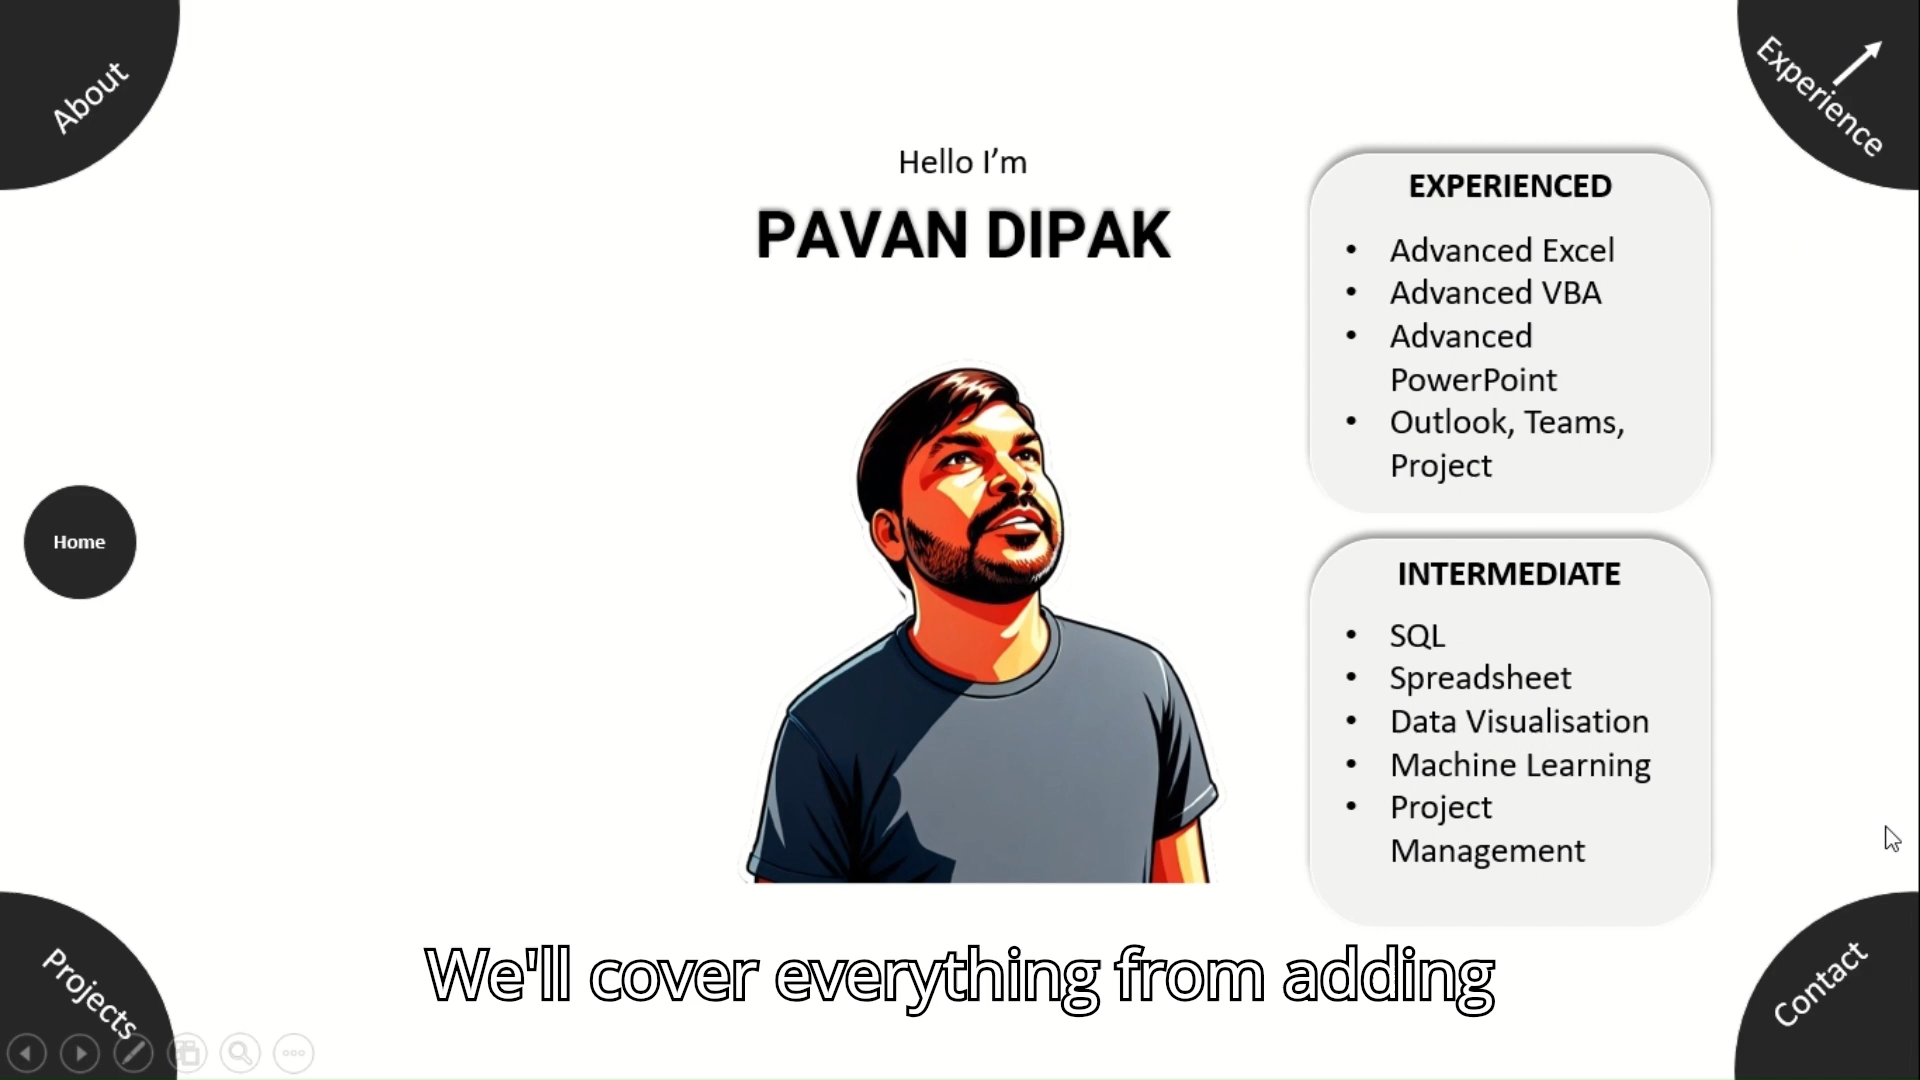 About
Experience
Hello I’m
PAVAN DIPAK
EXPERIENCED
• Advanced Excel
• Advanced VBA
• Advanced
PowerPoint
• Outlook, Teams,
Project
Home
INTERMEDIATE
• SQL
• Spreadsheet
• Data Visualisation
• Machine Learning
• Project
Management
We'll cover everything from adding
Projects
Contact